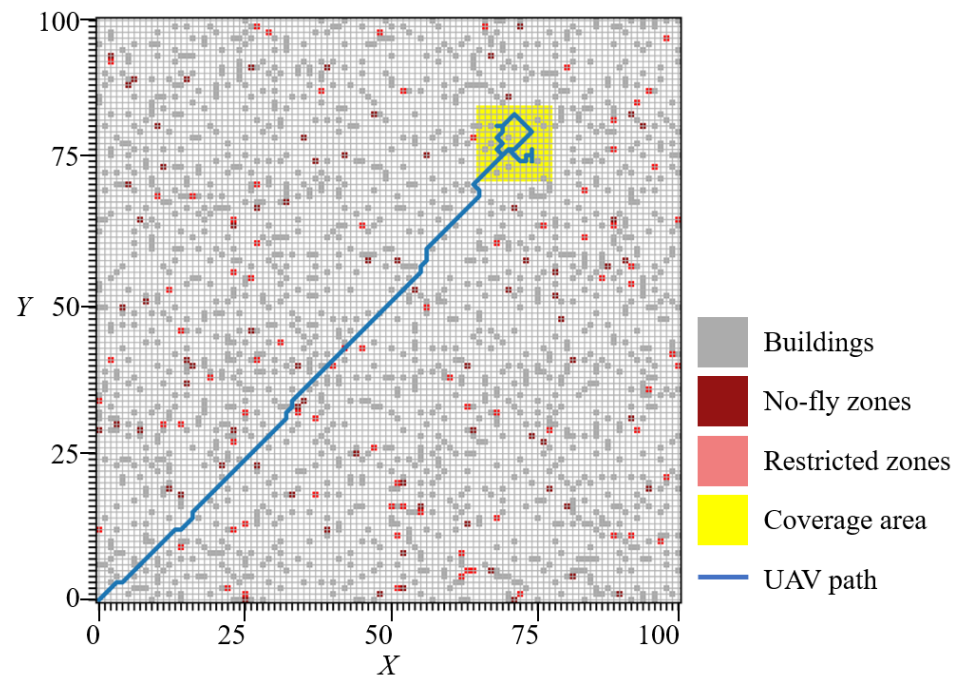 100
75
Y
50
25
0
0
25
50
75
100
X
Buildings
No-fly zones
Restricted zones
Coverage area
UAV path